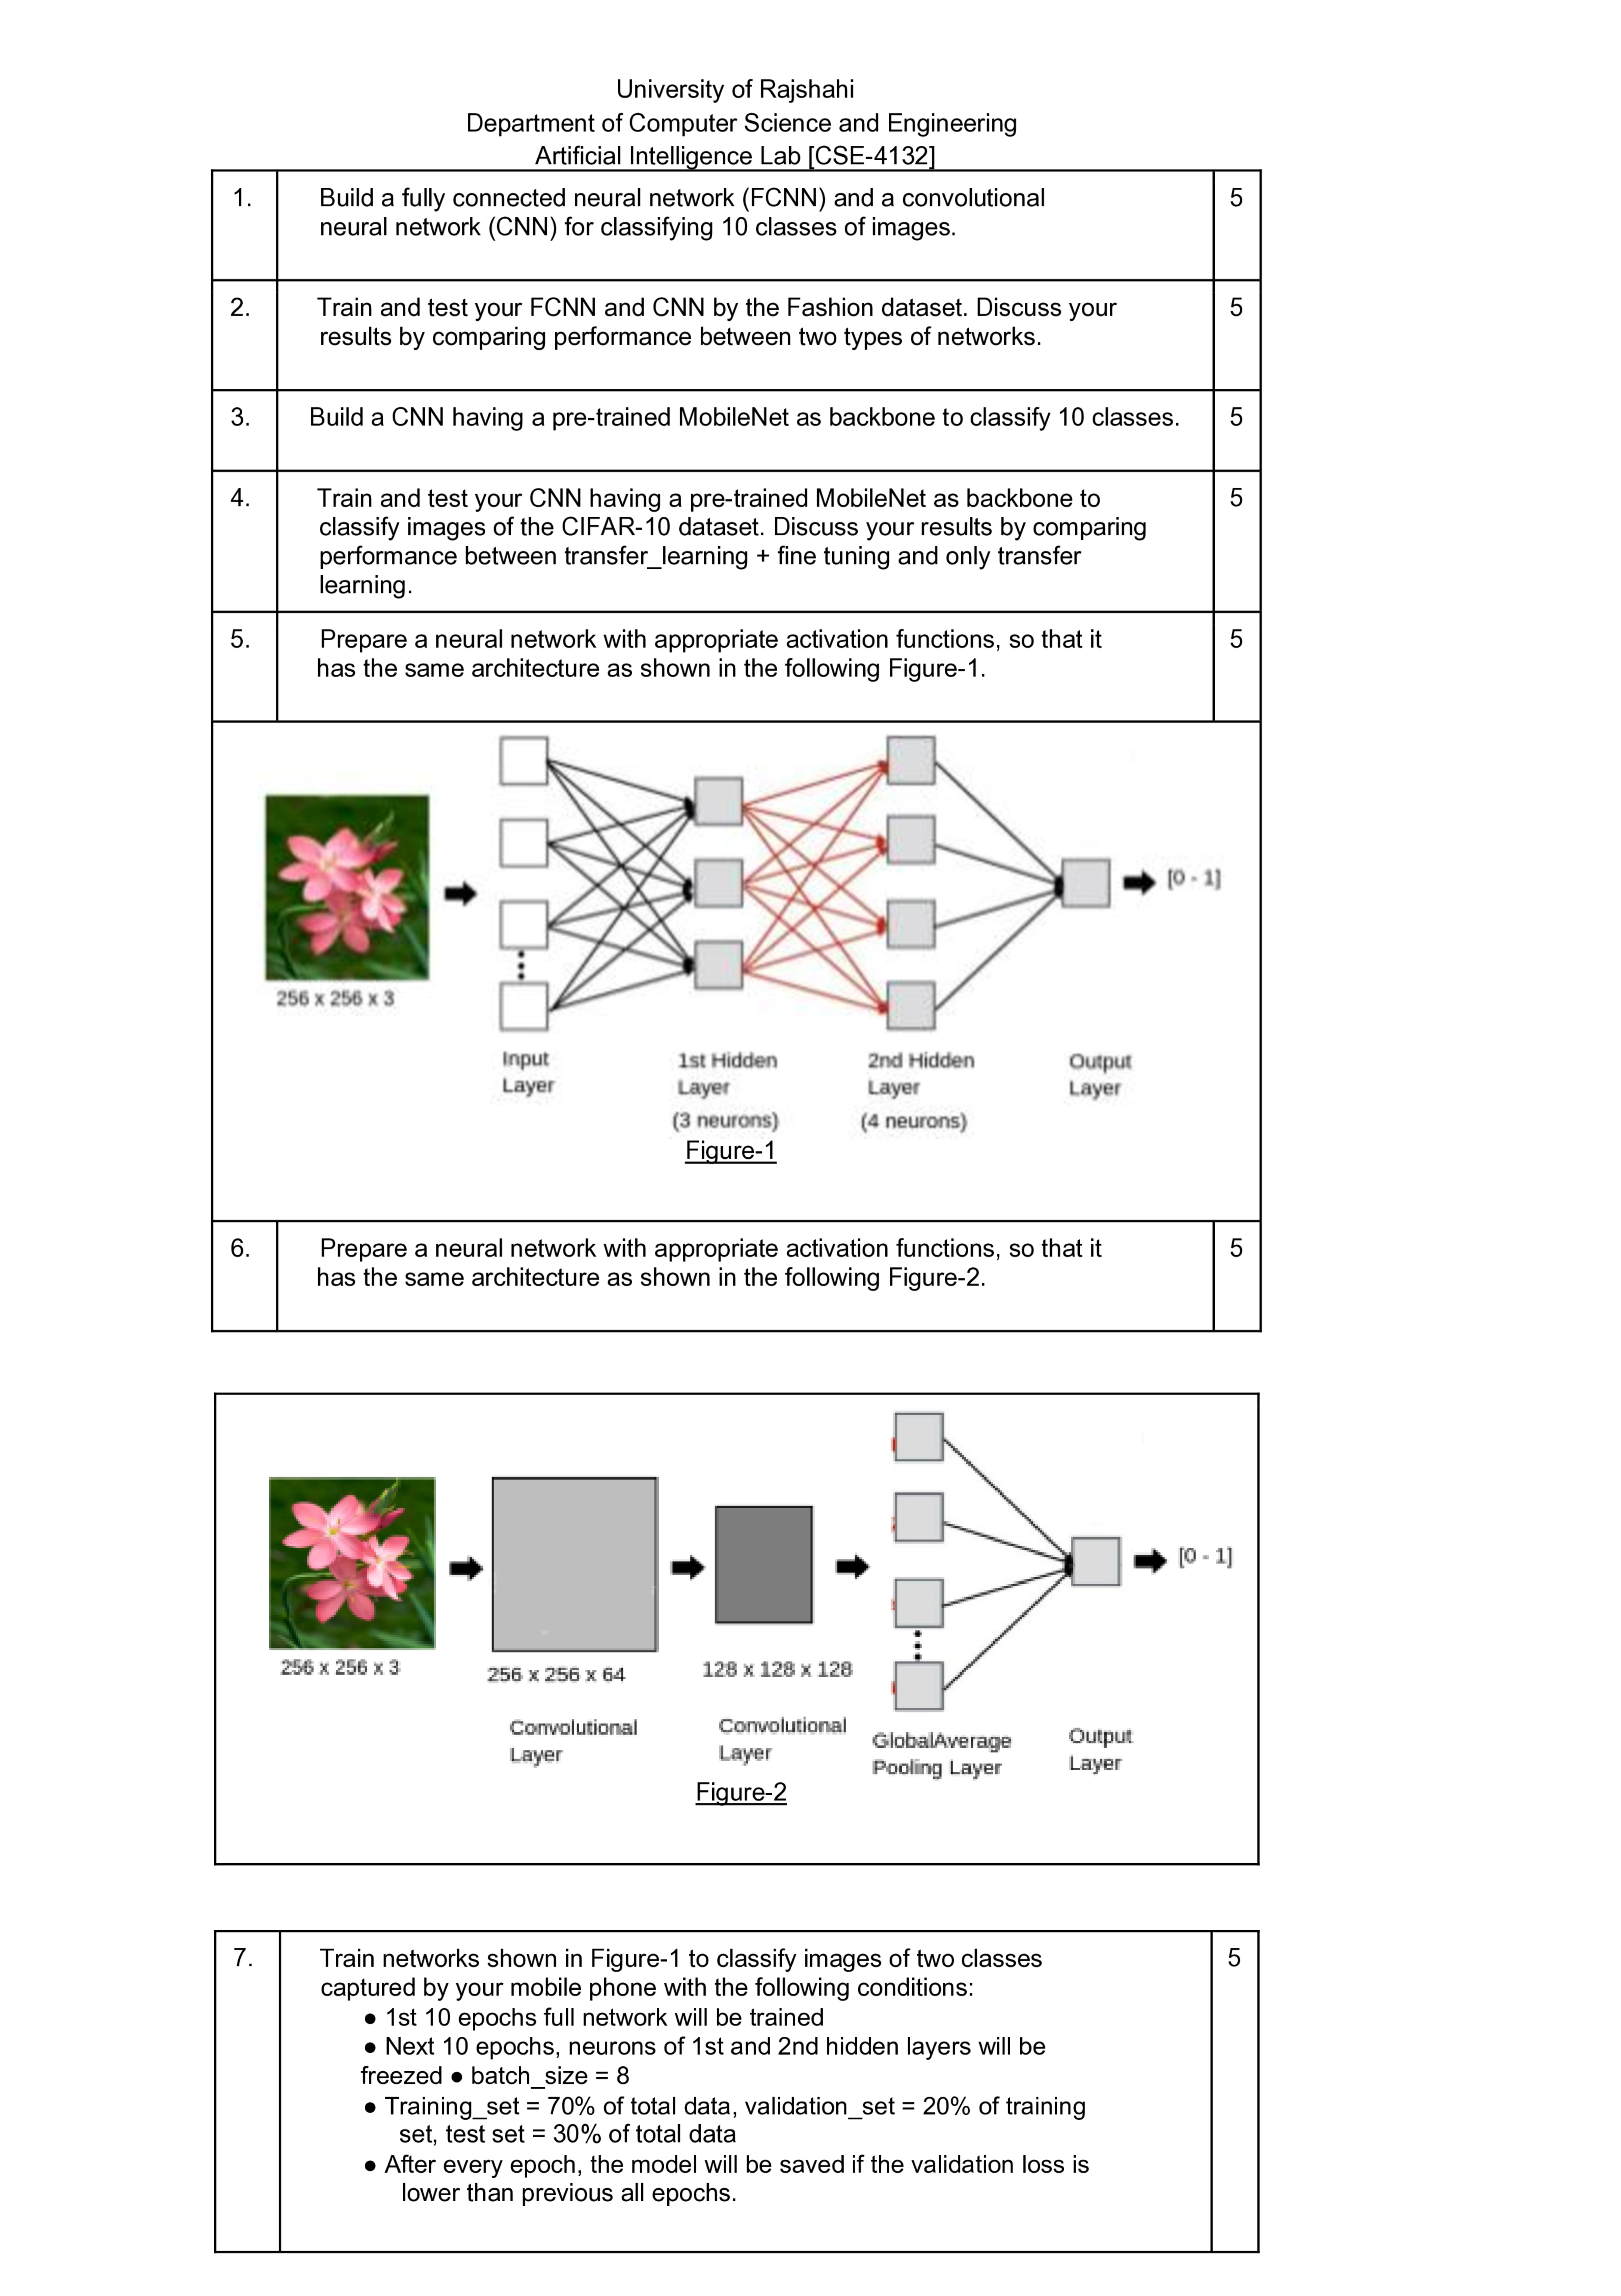 University of Rajshahi
Department of Computer Science and Engineering
Artificial Intelligence Lab [CSE-4132]
1. Build a fully connected neural network (FCNN) and a convolutional 5
neural network (CNN) for classifying 10 classes of images.
2. Train and test your FCNN and CNN by the Fashion dataset. Discuss your 5
results by comparing performance between two types of networks.
3. Build a CNN having a pre-trained MobileNet as backbone to classify 10 classes. 5
4. Train and test your CNN having a pre-trained MobileNet as backbone to 5
classify images of the CIFAR-10 dataset. Discuss your results by comparing
performance between transfer_learning + fine tuning and only transfer
learning.
5. Prepare a neural network with appropriate activation functions, so that it 5
has the same architecture as shown in the following Figure-1.
[0 - 1]
256 x 256 x 3
Input 1st Hidden 2nd Hidden Output
Layer Layer Layer Layer
(3 neurons) (4 neurons)
Figure-1
6. Prepare a neural network with appropriate activation functions, so that it 5
has the same architecture as shown in the following Figure-2.
[0 - 1]
256 x 256 x 3 256 x 256 x 64 128 x 128 x 128
Convolutional Convolutional GlobalAverage Output
Layer Layer Pooling Layer Layer
Figure-2
7. Train networks shown in Figure-1 to classify images of two classes 5
captured by your mobile phone with the following conditions:
● 1st 10 epochs full network will be trained
● Next 10 epochs, neurons of 1st and 2nd hidden layers will be
freezed ● batch_size = 8
● Training_set = 70% of total data, validation_set = 20% of training
set, test set = 30% of total data
● After every epoch, the model will be saved if the validation loss is
lower than previous all epochs.